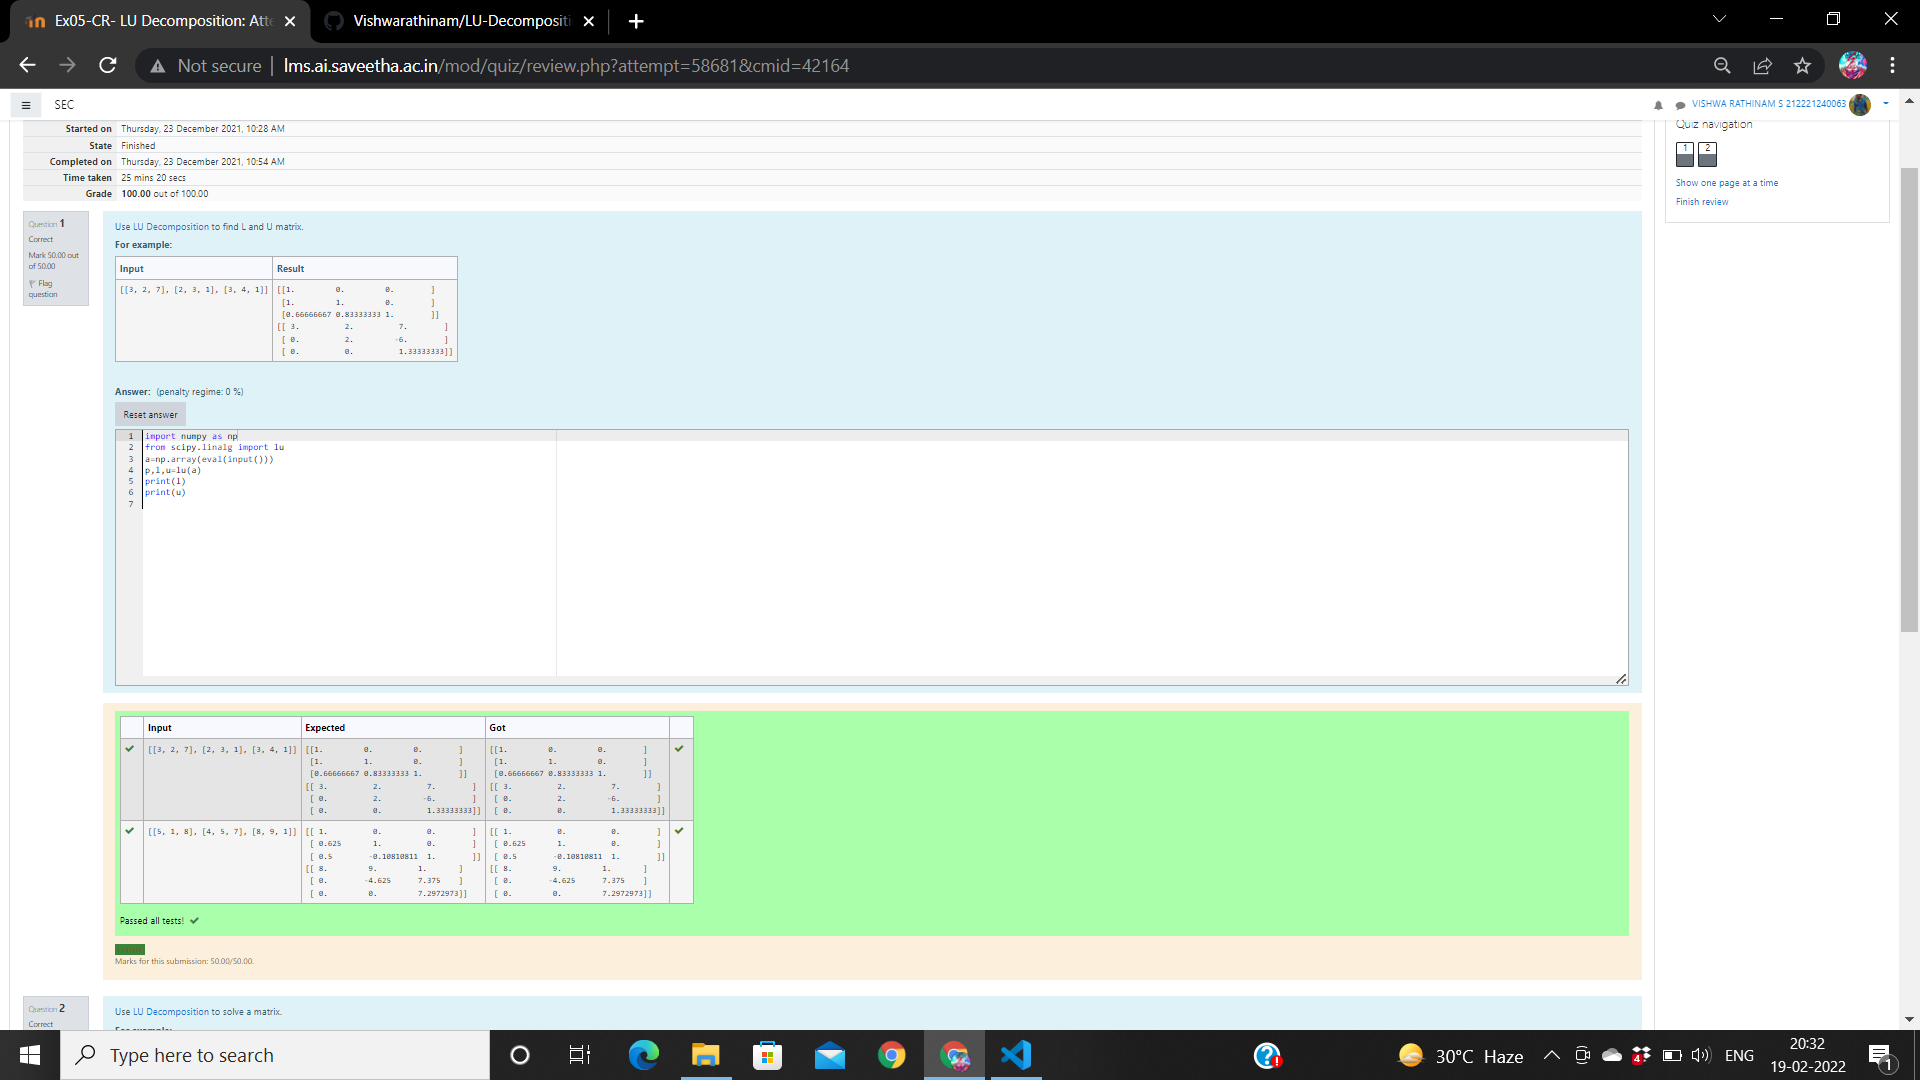 Ex05-CR- LU Decomposition: Atte
Vishwarathinam/LU-Decompositi
Not secure | lms.ai.saveetha.ac.in/mod/quiz/review.php?attempt=58681&cmid=42164
SEC
VISHWA RATHINAM S 212221240063
Started on Thursday, 23 December 2021, 10:28 AM
State Finished
Completed on Thursday, 23 December 2021, 10:54 AM
Time taken 25 mins 20 secs
Grade 100.00 out of 100.00
Quiz navigation
1 2
Show one page at a time
Finish review
Question 1
Correct
Mark 50.00 out
of 50.00
Flag
question
Use LU Decomposition to find L and U matrix.
For example:
Input Result
[[3, 2, 7], [2, 3, 1], [3, 4, 1]] [[1. 0. 0. ]
[1. 1. 0. ]
[0.66666667 0.83333333 1. ]]
[[ 3. 2. 7. ]
[ 0. 2. -6. ]
[ 0. 0. 1.33333333]]
Answer: (penalty regime: 0 %)
Reset answer
1 import numpy as np
2 from scipy.linalg import lu
3 a=np.array(eval(input()))
4 p,l,u=lu(a)
5 print(l)
6 print(u)
7
Input Expected Got
[[3, 2, 7], [2, 3, 1], [3, 4, 1]] [[1. 0. 0. ] [[1. 0. 0. ]
[1. 1. 0. ] [1. 1. 0. ]
[0.66666667 0.83333333 1. ]] [0.66666667 0.83333333 1. ]]
[[ 3. 2. 7. ] [[ 3. 2. 7. ]
[ 0. 2. -6. ] [ 0. 2. -6. ]
[ 0. 0. 1.33333333]] [ 0. 0. 1.33333333]]
[[5, 1, 8], [4, 5, 7], [8, 9, 1]] [[ 1. 0. 0. ] [[ 1. 0. 0. ]
[ 0.625 1. 0. ] [ 0.625 1. 0. ]
[ 0.5 -0.10810811 1. ]] [ 0.5 -0.10810811 1. ]]
[[ 8. 9. 1. ] [[ 8. 9. 1. ]
[ 0. -4.625 7.375 ] [ 0. -4.625 7.375 ]
[ 0. 0. 7.2972973]] [ 0. 0. 7.2972973]]
Passed all tests!
Marks for this submission: 50.00/50.00.
Question 2
Correct
Use LU Decomposition to solve a matrix.
For example:
Type here to search
30°C Haze
4
ENG
20:32
19-02-2022
1